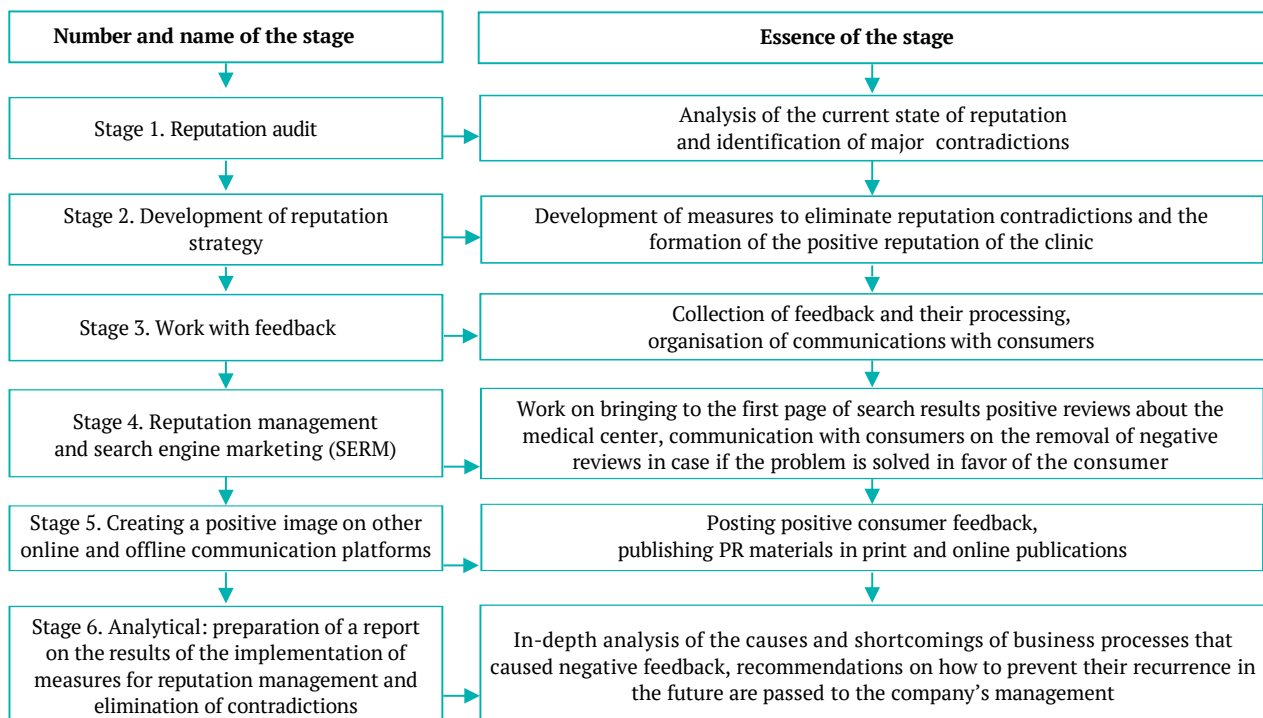 Number and name of the stage
Essence of the stage
Stage 1. Reputation audit
Analysis of the current state of reputation
and identification of major contradictions
Stage 2. Development of reputation
strategy
Development of measures to eliminate reputation contradictions and the
formation of the positive reputation of the clinic
Stage 3. Work with feedback
Collection of feedback and their processing,
organisation of communications with consumers
Stage 4. Reputation management
and search engine marketing (SERM)
Work on bringing to the first page of search results positive reviews about the
medical center, communication with consumers on the removal of negative
reviews in case if the problem is solved in favor of the consumer
Stage 5. Creating a positive image on other
online and offline communication platforms
Posting positive consumer feedback,
publishing PR materials in print and online publications
Stage 6. Analytical: preparation of a report
on the results of the implementation of
measures for reputation management and
elimination of contradictions
In-depth analysis of the causes and shortcomings of business processes that
caused negative feedback, recommendations on how to prevent their recurrence in
the future are passed to the company's management